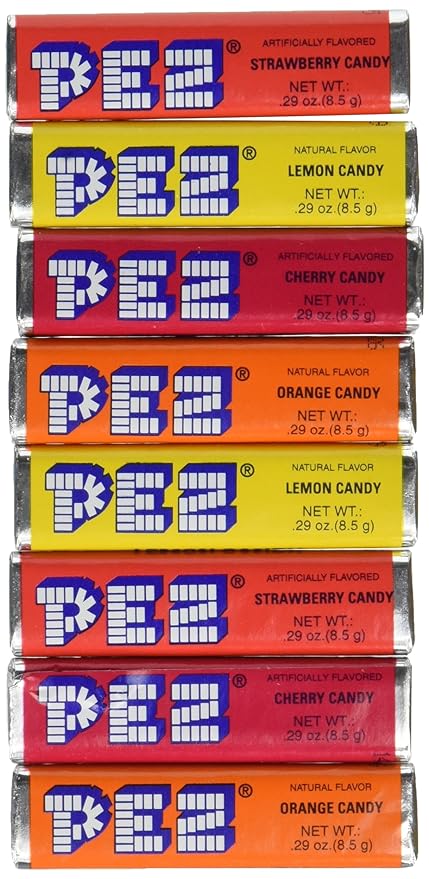 PEZ®
ARTIFICIALLY FLAVORED
STRAWBERRY CANDY
NET WT.:
.29 oz.(8.5 g)
PEZ®
NATURAL FLAVOR
LEMON CANDY
NET WT.:
.29 oz.(8.5 g)
PEZ®
ARTIFICIALLY FLAVORED
CHERRY CANDY
NET WT.:
.29 oz.(8.5 g)
PEZ®
NATURAL FLAVOR
ORANGE CANDY
NET WT.:
.29 oz.(8.5 g)
PEZ®
NATURAL FLAVOR
LEMON CANDY
NET WT.:
.29 oz.(8.5 g)
PEZ®
ARTIFICIALLY FLAVORED
STRAWBERRY CANDY
NET WT.:
.29 oz.(8.5 g)
PEZ®
ARTIFICIALLY FLAVORED
CHERRY CANDY
NET WT.:
.29 oz.(8.5 g)
PEZ®
NATURAL FLAVOR
ORANGE CANDY
NET WT.:
.29 oz.(8.5 g)